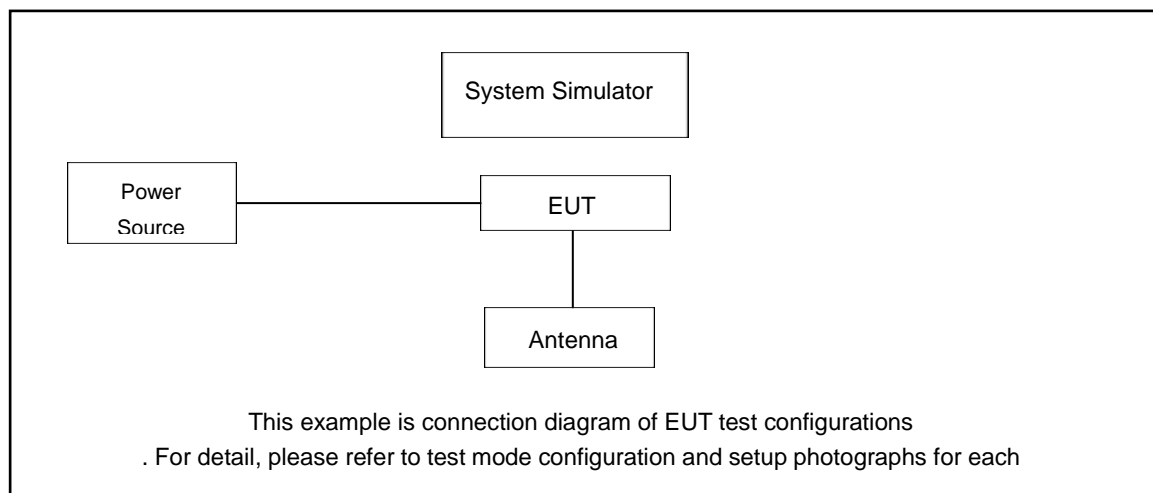 System Simulator
Power
Source
EUT
Antenna
This example is connection diagram of EUT test configurations
. For detail, please refer to test mode configuration and setup photographs for each